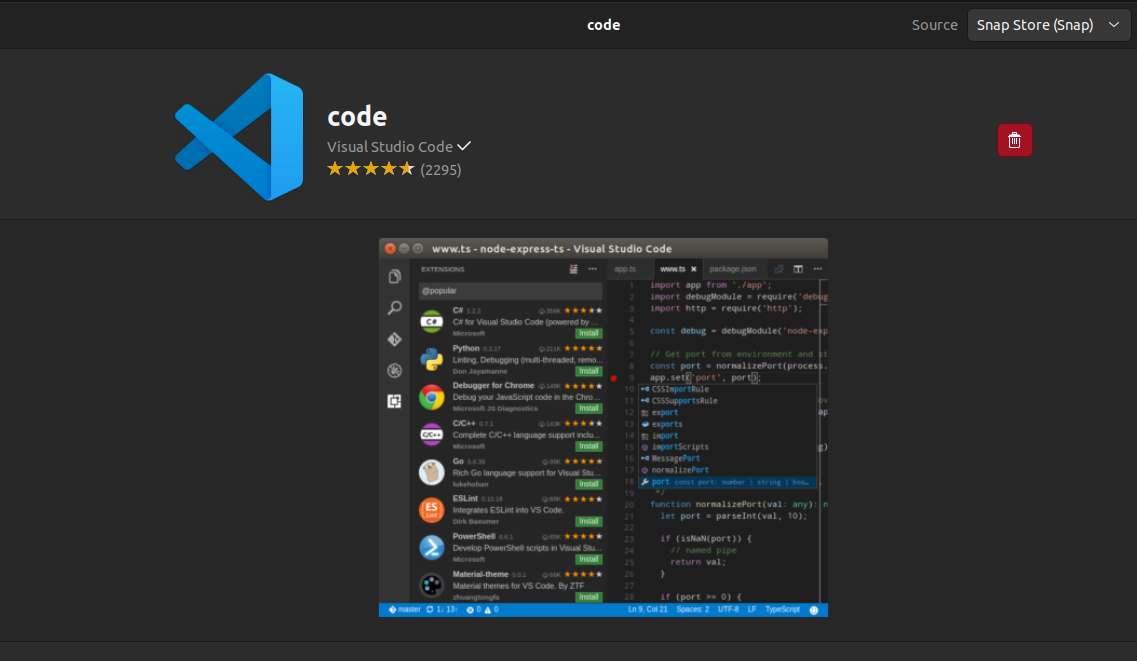 code
Source
Snap Store (Snap)
code
Visual Studio Code
(2295)
www.ts - node-express-ts - Visual Studio Code
EXTENSIONS
@popular
C# 1.2.2 356K
C# for Visual Studio Code (powered by ...
Microsoft
Install
Python 0.3.17 211K
Linting, Debugging (multi-threaded, remo...
Don Jayamanne
Install
Debugger for Chrome 148K
Debug your JavaScript code in the Chro...
Microsoft JS Diagnostics
Install
C/C++ 0.7.1 143K
Complete C/C++ language support inclu...
Microsoft
Install
Go 0.6.39 99K
Rich Go language support for Visual Stu...
lukehoban
Install
ESLint 0.10.18 88K
Integrates ESLint into VS Code.
Dirk Baeumer
Install
PowerShell 0.6.1 85K
Develop PowerShell scripts in Visual Stu...
Microsoft
Install
Material-theme 0.0.1 66K
Material themes for VS Code. By ZTF
zhuangtongfa
Install
app.ts
www.ts
package.json
1 import app from './app';
2 import debugModule = require('debug
3 import http = require('http');
4
5 const debug = debugModule('node-exp
6
7 // Get port from environment and st
8 const port = normalizePort(process.
9 app.set('port', port);
10 CSSImportRule
11 CSSSupportsRule
12 export
13 exports
14 import
15 importScripts
16 MessagePort
17 normalizePort
18 port const port: number | string | boo...
19 */
20 function normalizePort(val: any): n
21 let port = parseInt(val, 10);
22
23 if (isNaN(port)) {
24 // named pipe
25 return val;
26 }
27
28 if (port >= 0) {
master 1↓ 13↑ 0 0
Ln 9, Col 21 Spaces: 2 UTF-8 LF TypeScript